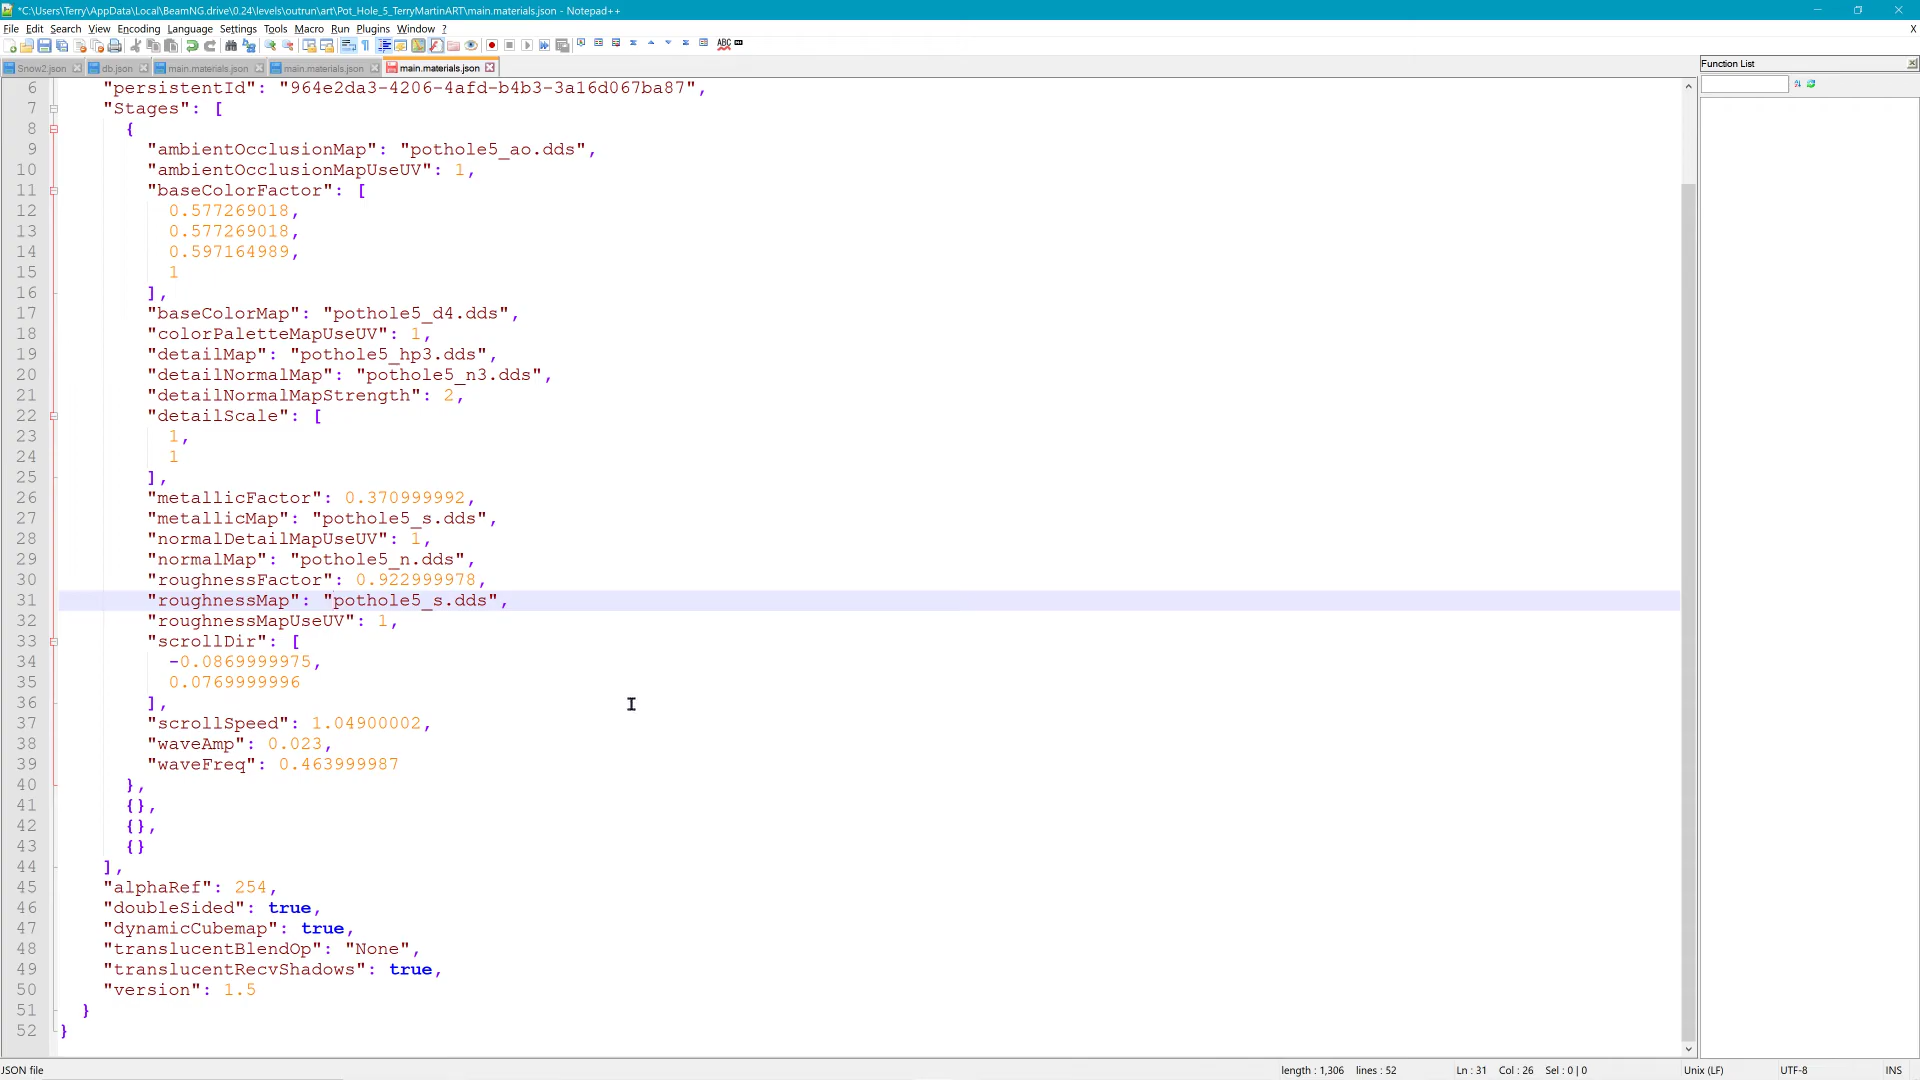 *C:\Users\Terry\AppData\Local\BeamNG.drive\0.24\levels\outrun\art\Pot_Hole_5_TerryMartinART\main.materials.json - Notepad++
File Edit Search View Encoding Language Settings Tools Macro Run Plugins Window ? X
Snow2.json db.json main.materials.json main.materials.json main.materials.json
Function List
6 "persistentId": "964e2da3-4206-4afd-b4b3-3a16d067ba87",
7 "Stages": [
8 {
9 "ambientOcclusionMap": "pothole5_ao.dds",
10 "ambientOcclusionMapUseUV": 1,
11 "baseColorFactor": [
12 0.577269018,
13 0.577269018,
14 0.597164989,
15 1
16 ],
17 "baseColorMap": "pothole5_d4.dds",
18 "colorPaletteMapUseUV": 1,
19 "detailMap": "pothole5_hp3.dds",
20 "detailNormalMap": "pothole5_n3.dds",
21 "detailNormalMapStrength": 2,
22 "detailScale": [
23 1,
24 1
25 ],
26 "metallicFactor": 0.370999992,
27 "metallicMap": "pothole5_s.dds",
28 "normalDetailMapUseUV": 1,
29 "normalMap": "pothole5_n.dds",
30 "roughnessFactor": 0.922999978,
31 "roughnessMap": "pothole5_s.dds",
32 "roughnessMapUseUV": 1,
33 "scrollDir": [
34 -0.0869999975,
35 0.0769999996
36 ],
37 "scrollSpeed": 1.04900002,
38 "waveAmp": 0.023,
39 "waveFreq": 0.463999987
40 },
41 {},
42 {},
43 {}
44 ],
45 "alphaRef": 254,
46 "doubleSided": true,
47 "dynamicCubemap": true,
48 "translucentBlendOp": "None",
49 "translucentRecvShadows": true,
50 "version": 1.5
51 }
52 }
JSON file length : 1,306 lines : 52 Ln : 31 Col : 26 Sel : 0 | 0 Unix (LF) UTF-8 INS